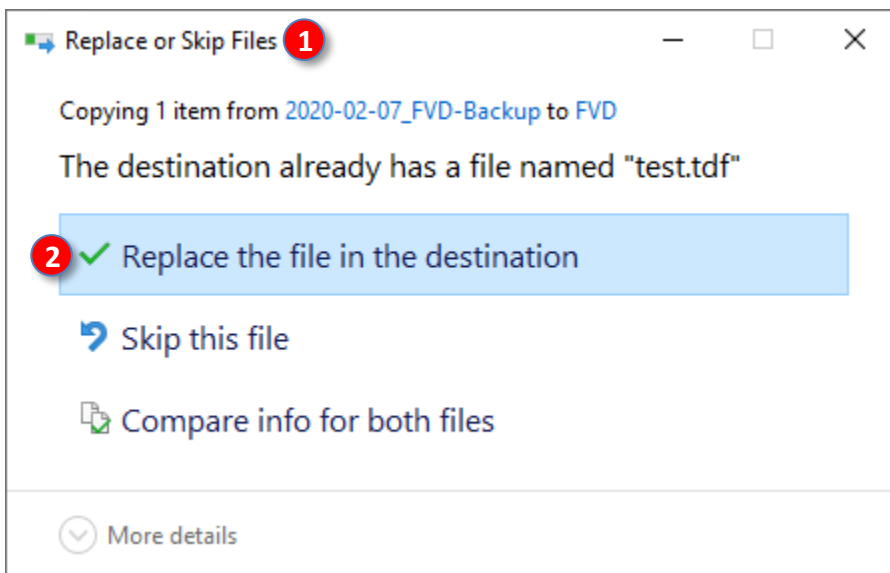 Replace or Skip Files 1
Copying 1 item from 2020-02-07_FVD-Backup to FVD
The destination already has a file named "test.tdf"
2 Replace the file in the destination
Skip this file
Compare info for both files
More details